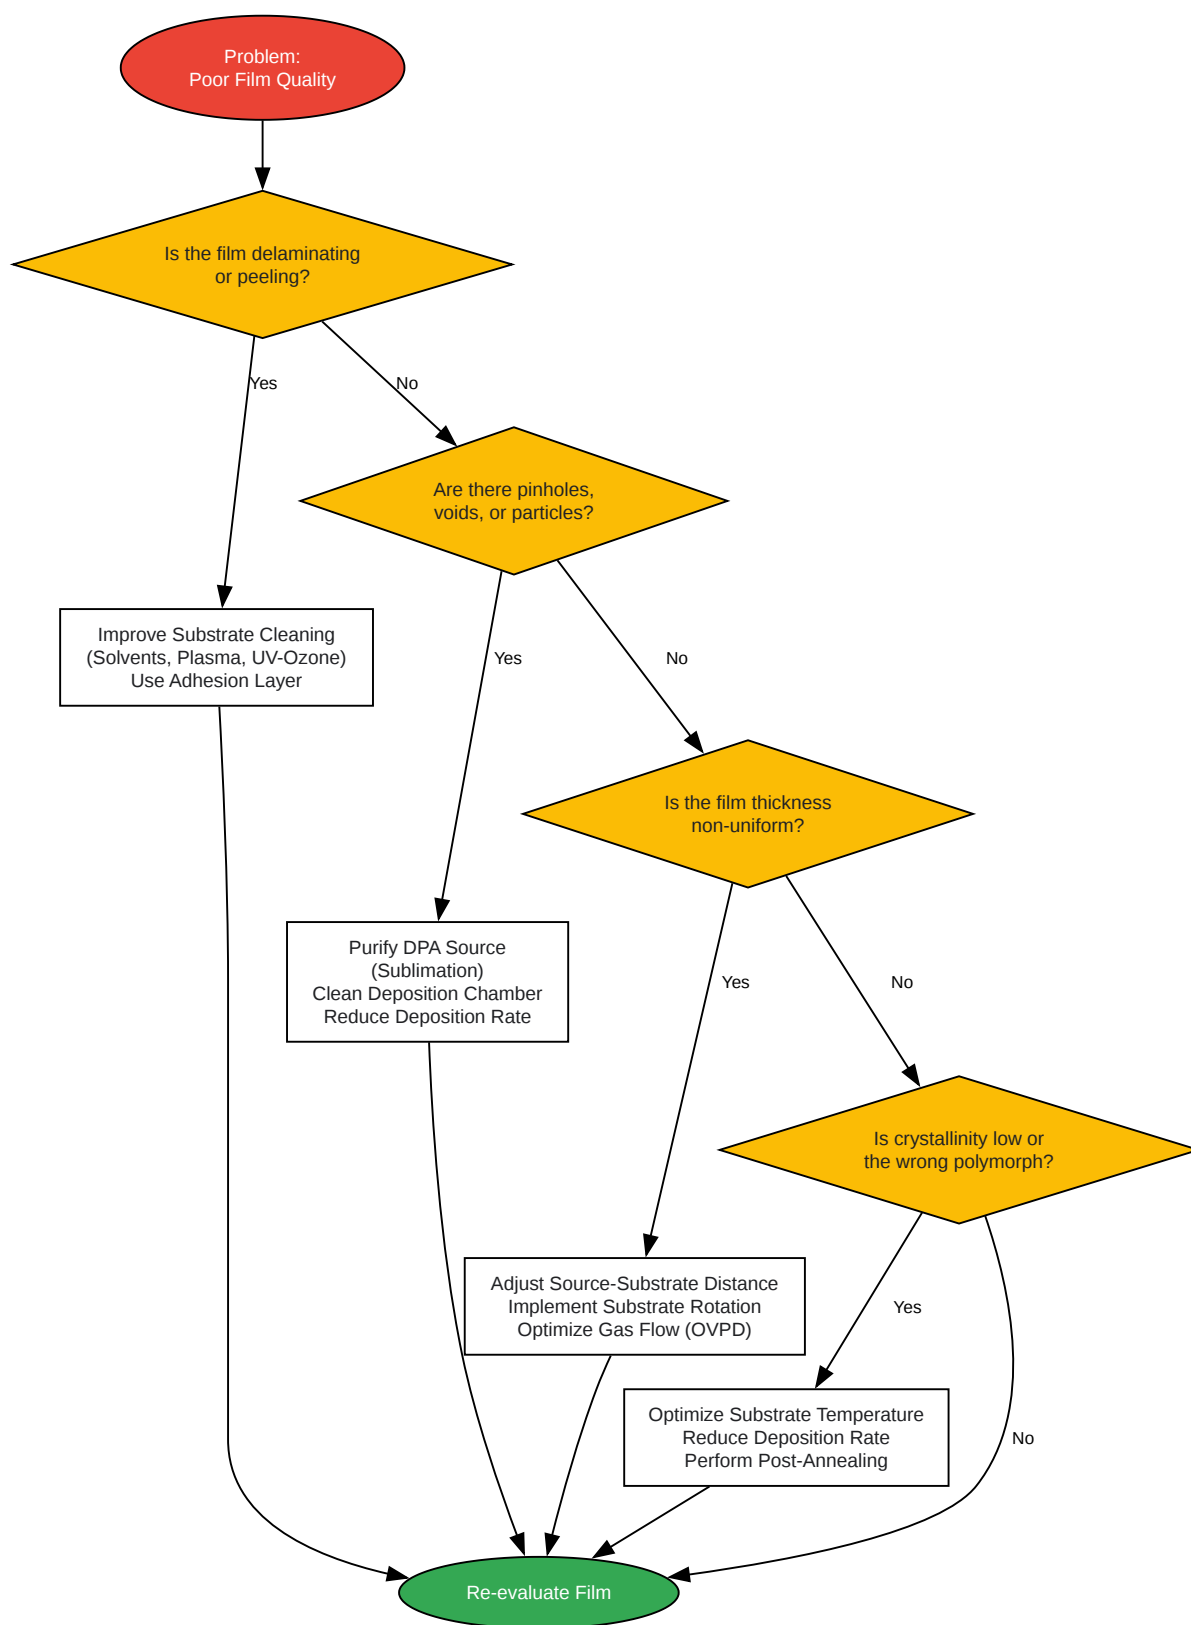 Problem:
Poor Film Quality
Is the film delaminating
or peeling?
Yes
No
Are there pinholes,
voids, or particles?
Improve Substrate Cleaning
(Solvents, Plasma, UV-Ozone)
Use Adhesion Layer
Yes
No
Is the film thickness
non-uniform?
Purify DPA Source
(Sublimation)
Clean Deposition Chamber
Reduce Deposition Rate
Yes
No
Is crystallinity low or
the wrong polymorph?
Adjust Source-Substrate Distance
Implement Substrate Rotation
Optimize Gas Flow (OVPD)
Yes
Optimize Substrate Temperature
Reduce Deposition Rate
Perform Post-Annealing
No
Re-evaluate Film